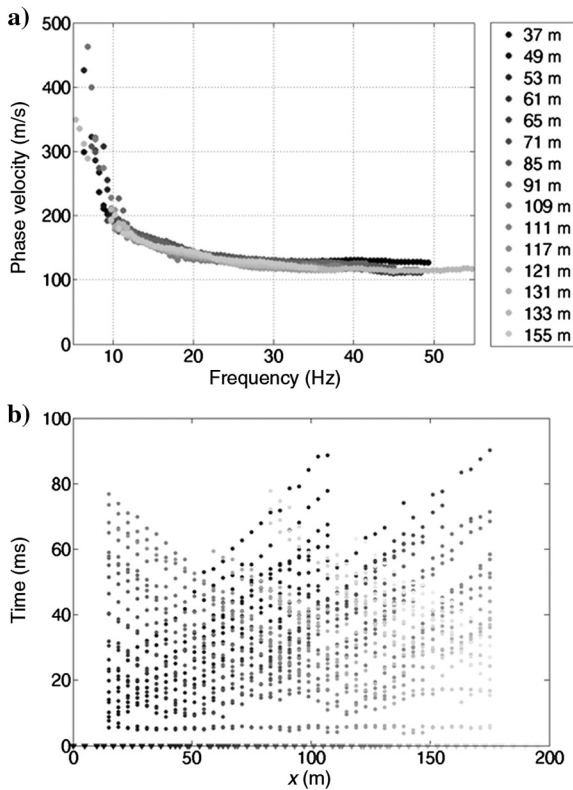 a)
500
400
300
200
100
0
Phase velocity (m/s)
10
20
30
40
50
Frequency (Hz)
37 m
49 m
53 m
61 m
65 m
71 m
85 m
91 m
109 m
111 m
117 m
121 m
131 m
133 m
155 m
b)
100
80
60
40
20
0
Time (ms)
0
50
100
150
200
x (m)